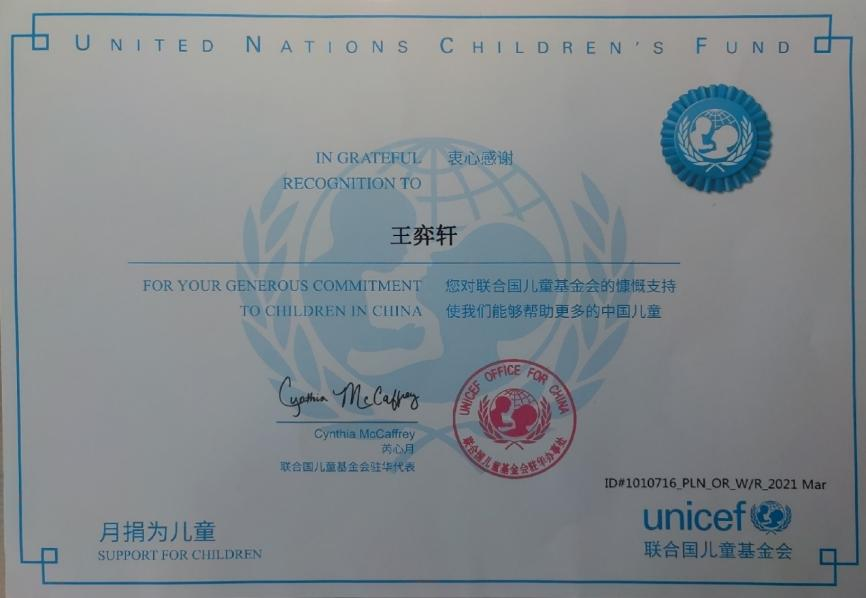 UNITED NATIONS CHILDREN'S FUND
IN GRATEFUL 衷心感谢
RECOGNITION TO
王弈轩
FOR YOUR GENEROUS COMMITMENT 您对联合国儿童基金会的慷慨支持
TO CHILDREN IN CHINA 使我们能够帮助更多的中国儿童
Cynthia McCaffrey
UNICEF OFFICE FOR CHINA
联合国儿童基金会驻华办事处
Cynthia McCaffrey
芮心月
联合国儿童基金会驻华代表
ID#1010716_PLN_OR_W/R_2021 Mar
unicef
联合国儿童基金会
月捐为儿童
SUPPORT FOR CHILDREN